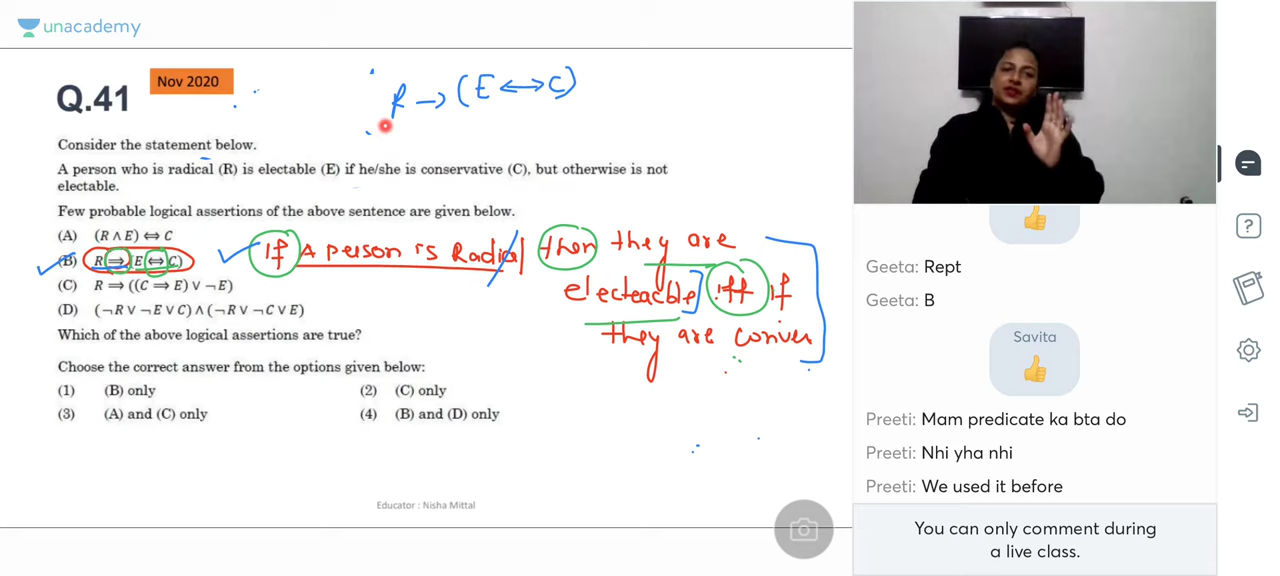 unacademy
Nov 2020
Q.41
R → (E ↔ C)
Consider the statement below.
A person who is radical (R) is electable (E) if he/she is conservative (C), but otherwise is not
electable.
Few probable logical assertions of the above sentence are given below.
(A) (R ∧ E) ⇔ C
(B) R ⇒ (E ⇔ C)
(C) R ⇒ ((C ⇒ E) ∨ ¬E)
(D) (¬R ∨ ¬E ∨ C) ∧ (¬R ∨ ¬C ∨ E)
If A person is Radical then they are
electeacble iff If
they are conver
Which of the above logical assertions are true?
Choose the correct answer from the options given below:
(1) (B) only
(2) (C) only
(3) (A) and (C) only
(4) (B) and (D) only
Educator : Nisha Mittal
Geeta: Rept
Geeta: B
Savita
Preeti: Mam predicate ka bta do
Preeti: Nhi yha nhi
Preeti: We used it before
You can only comment during
a live class.